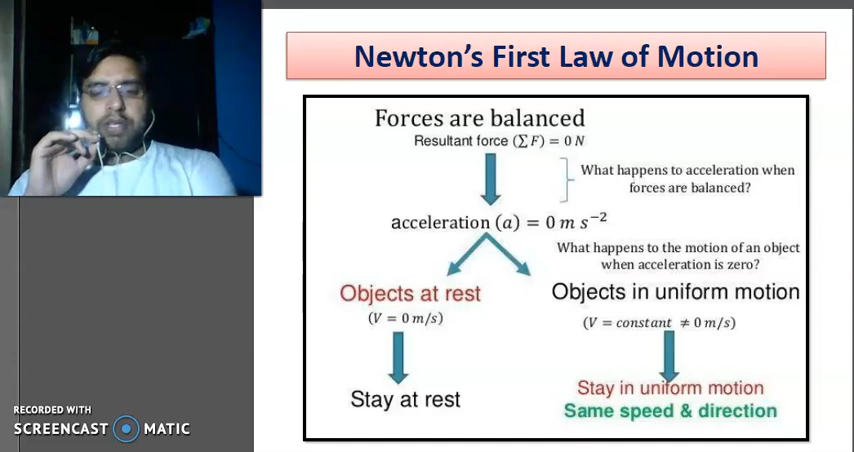 Newton's First Law of Motion
Forces are balanced
Resultant force (∑F) = 0 N
What happens to acceleration when
forces are balanced?
acceleration (a) = 0 m s⁻²
What happens to the motion of an object
when acceleration is zero?
Objects at rest
(V = 0 m/s)
Stay at rest
Objects in uniform motion
(V = constant ≠ 0 m/s)
Stay in uniform motion
Same speed & direction
RECORDED WITH
SCREENCAST MATIC